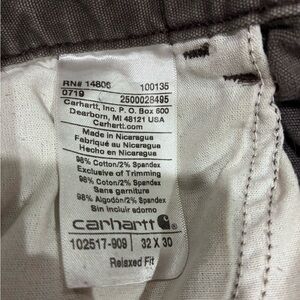 RN# 14806 100135
0719 2500028495
Carhartt, Inc. P.O. Box 600
Dearborn, MI 48121 USA
Carhartt.com
Made in Nicaragua
Fabriqué au Nicaragua
Hecho en Nicaragua
98% Cotton/2% Spandex
Exclusive of Trimming
98% Coton/2% Spandex
Sans garniture
98% Algodón/2% Spandex
Sin incluir adorno
carhartt
102517-909 32 X 30
Relaxed Fit